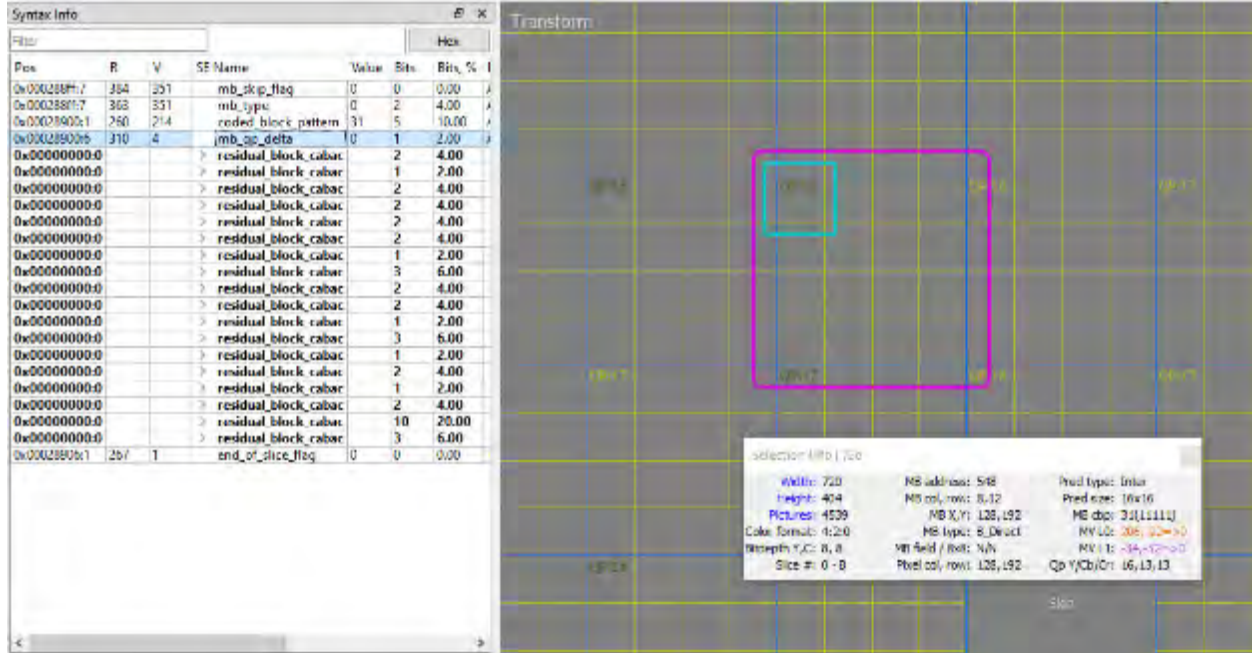 Syntax Info
Filter Hex
Pos R V SE Name Value Bits Bits, %
0x000288ff:7 384 351 mb_skip_flag 0 0 0.00
0x000288ff:7 363 351 mb_type 0 2 4.00
0x00028900:1 260 214 coded_block_pattern 31 5 10.00
0x00028900:6 310 4 mb_qp_delta 0 1 2.00
0x00000000:0 > residual_block_cabac 2 4.00
0x00000000:0 > residual_block_cabac 1 2.00
0x00000000:0 > residual_block_cabac 2 4.00
0x00000000:0 > residual_block_cabac 2 4.00
0x00000000:0 > residual_block_cabac 2 4.00
0x00000000:0 > residual_block_cabac 2 4.00
0x00000000:0 > residual_block_cabac 1 2.00
0x00000000:0 > residual_block_cabac 3 6.00
0x00000000:0 > residual_block_cabac 2 4.00
0x00000000:0 > residual_block_cabac 2 4.00
0x00000000:0 > residual_block_cabac 1 2.00
0x00000000:0 > residual_block_cabac 3 6.00
0x00000000:0 > residual_block_cabac 1 2.00
0x00000000:0 > residual_block_cabac 2 4.00
0x00000000:0 > residual_block_cabac 1 2.00
0x00000000:0 > residual_block_cabac 2 4.00
0x00000000:0 > residual_block_cabac 10 20.00
0x00000000:0 > residual_block_cabac 3 6.00
0x00028906:1 267 1 end_of_slice_flag 0 0 0.00
Transform
Selection Info
Width: 720 MB address: 548 Pred type: Inter
Height: 404 MB col, row: 8,12 Pred size: 16x16
Pictures: 4539 MB X,Y: 128,192 MB cbp: 31[11111]
Color format: 4:2:0 MB type: B_Direct MV L0:
Bitdepth Y,C: 8, 8 MB field / 8x8: N/N MV L1:
Slice #: 0 - B Pixel col, row: 128,192 Qp Y/Cb/Cr: 16,13,13
Skip